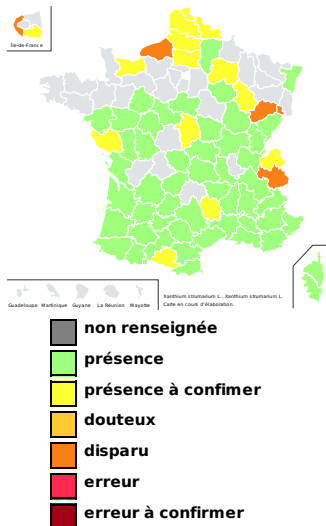 Île-de-France
Guadeloupe Martinique Guyane La Réunion Mayotte
Xanthium strumarium L., Xanthium strumarium L.
Carte en cours d'élaboration.
non renseignée
présence
présence à confimer
douteux
disparu
erreur
erreur à confirmer